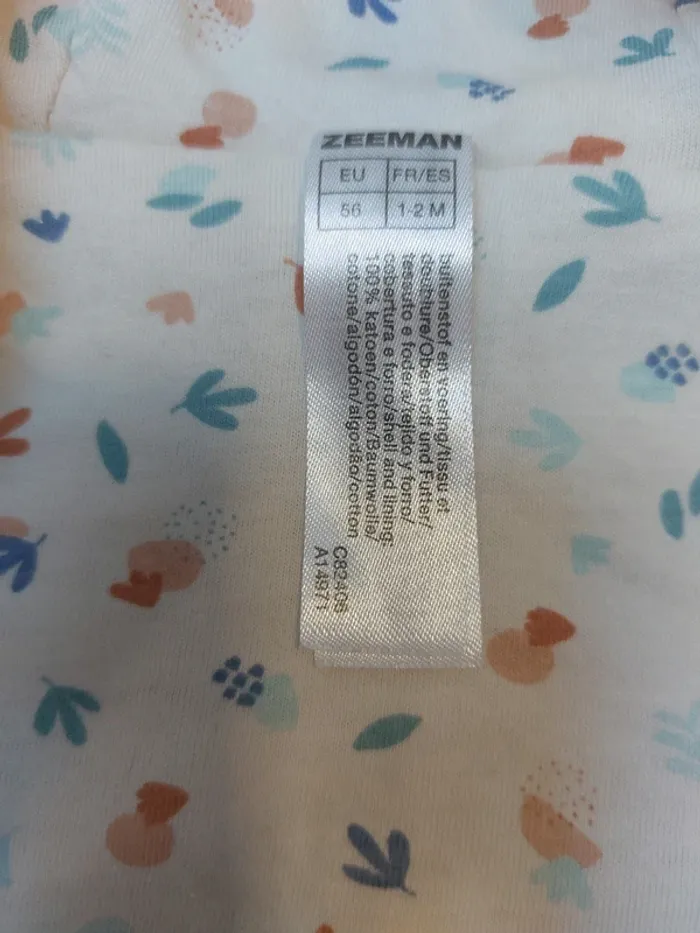 ZEEMAN
EU FR/ES
56 1-2 M
buitenstof en voering/tissu et
doublure/Oberstoff und Futter/
tessuto e fodera/tejido y forro/
cobertura e forro/shell and lining:
100% katoen/coton/Baumwolle/
cotone/algodón/algodão/cotton
C82406
A14971